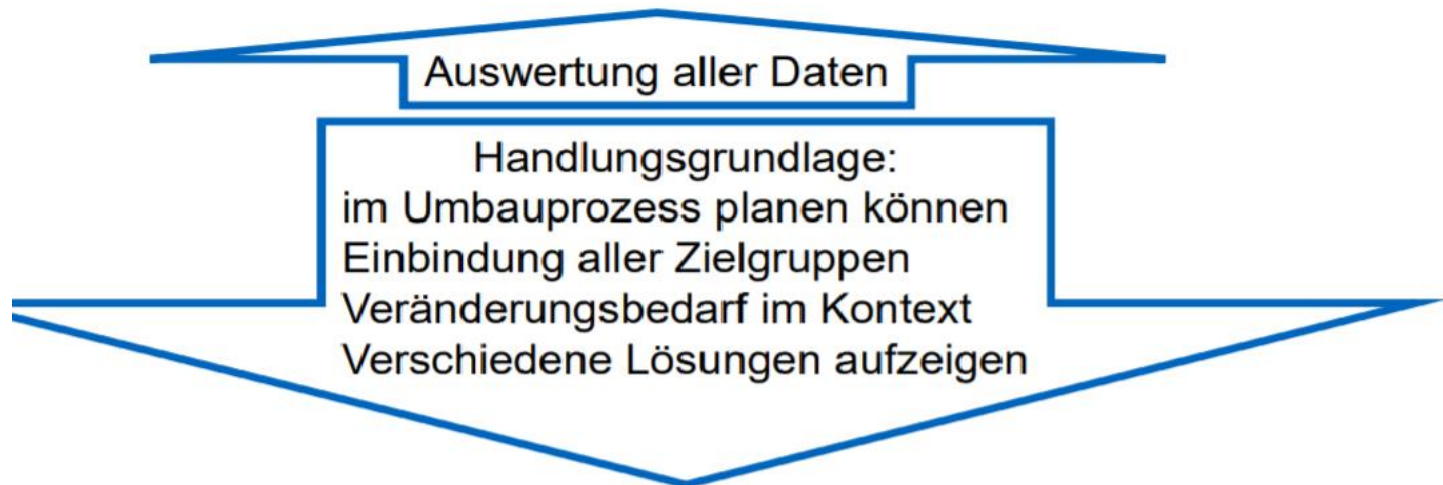 Auswertung aller Daten
Handlungsgrundlage:
im Umbauprozess planen können
Einbindung aller Zielgruppen
Veränderungsbedarf im Kontext
Verschiedene Lösungen aufzeigen